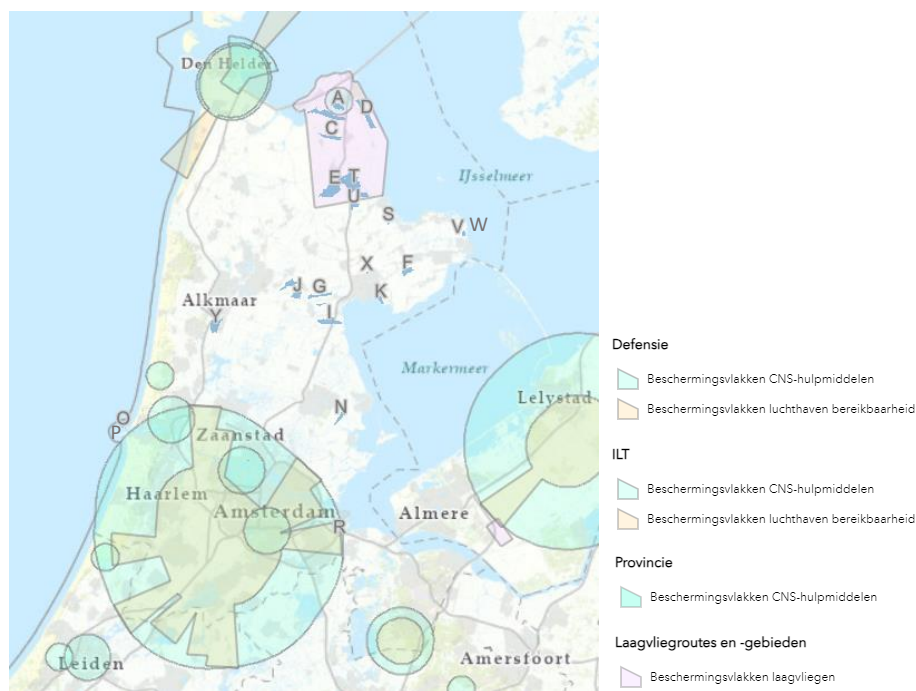 Den Helder
A
D
C
E T
U
IJsselmeer
S
V W
X F
J G K
I
Alkmaar
Y
Markermeer
Lelystad
N
O
P
Zaanstad
Haarlem
Amsterdam
R
Almere
Leiden
Amersfoort
Defensie
Beschermingsvlakken CNS-hulpmiddelen
Beschermingsvlakken luchthaven bereikbaarheid
ILT
Beschermingsvlakken CNS-hulpmiddelen
Beschermingsvlakken luchthaven bereikbaarheid
Provincie
Beschermingsvlakken CNS-hulpmiddelen
Laagvliegroutes en -gebieden
Beschermingsvlakken laagvliegen